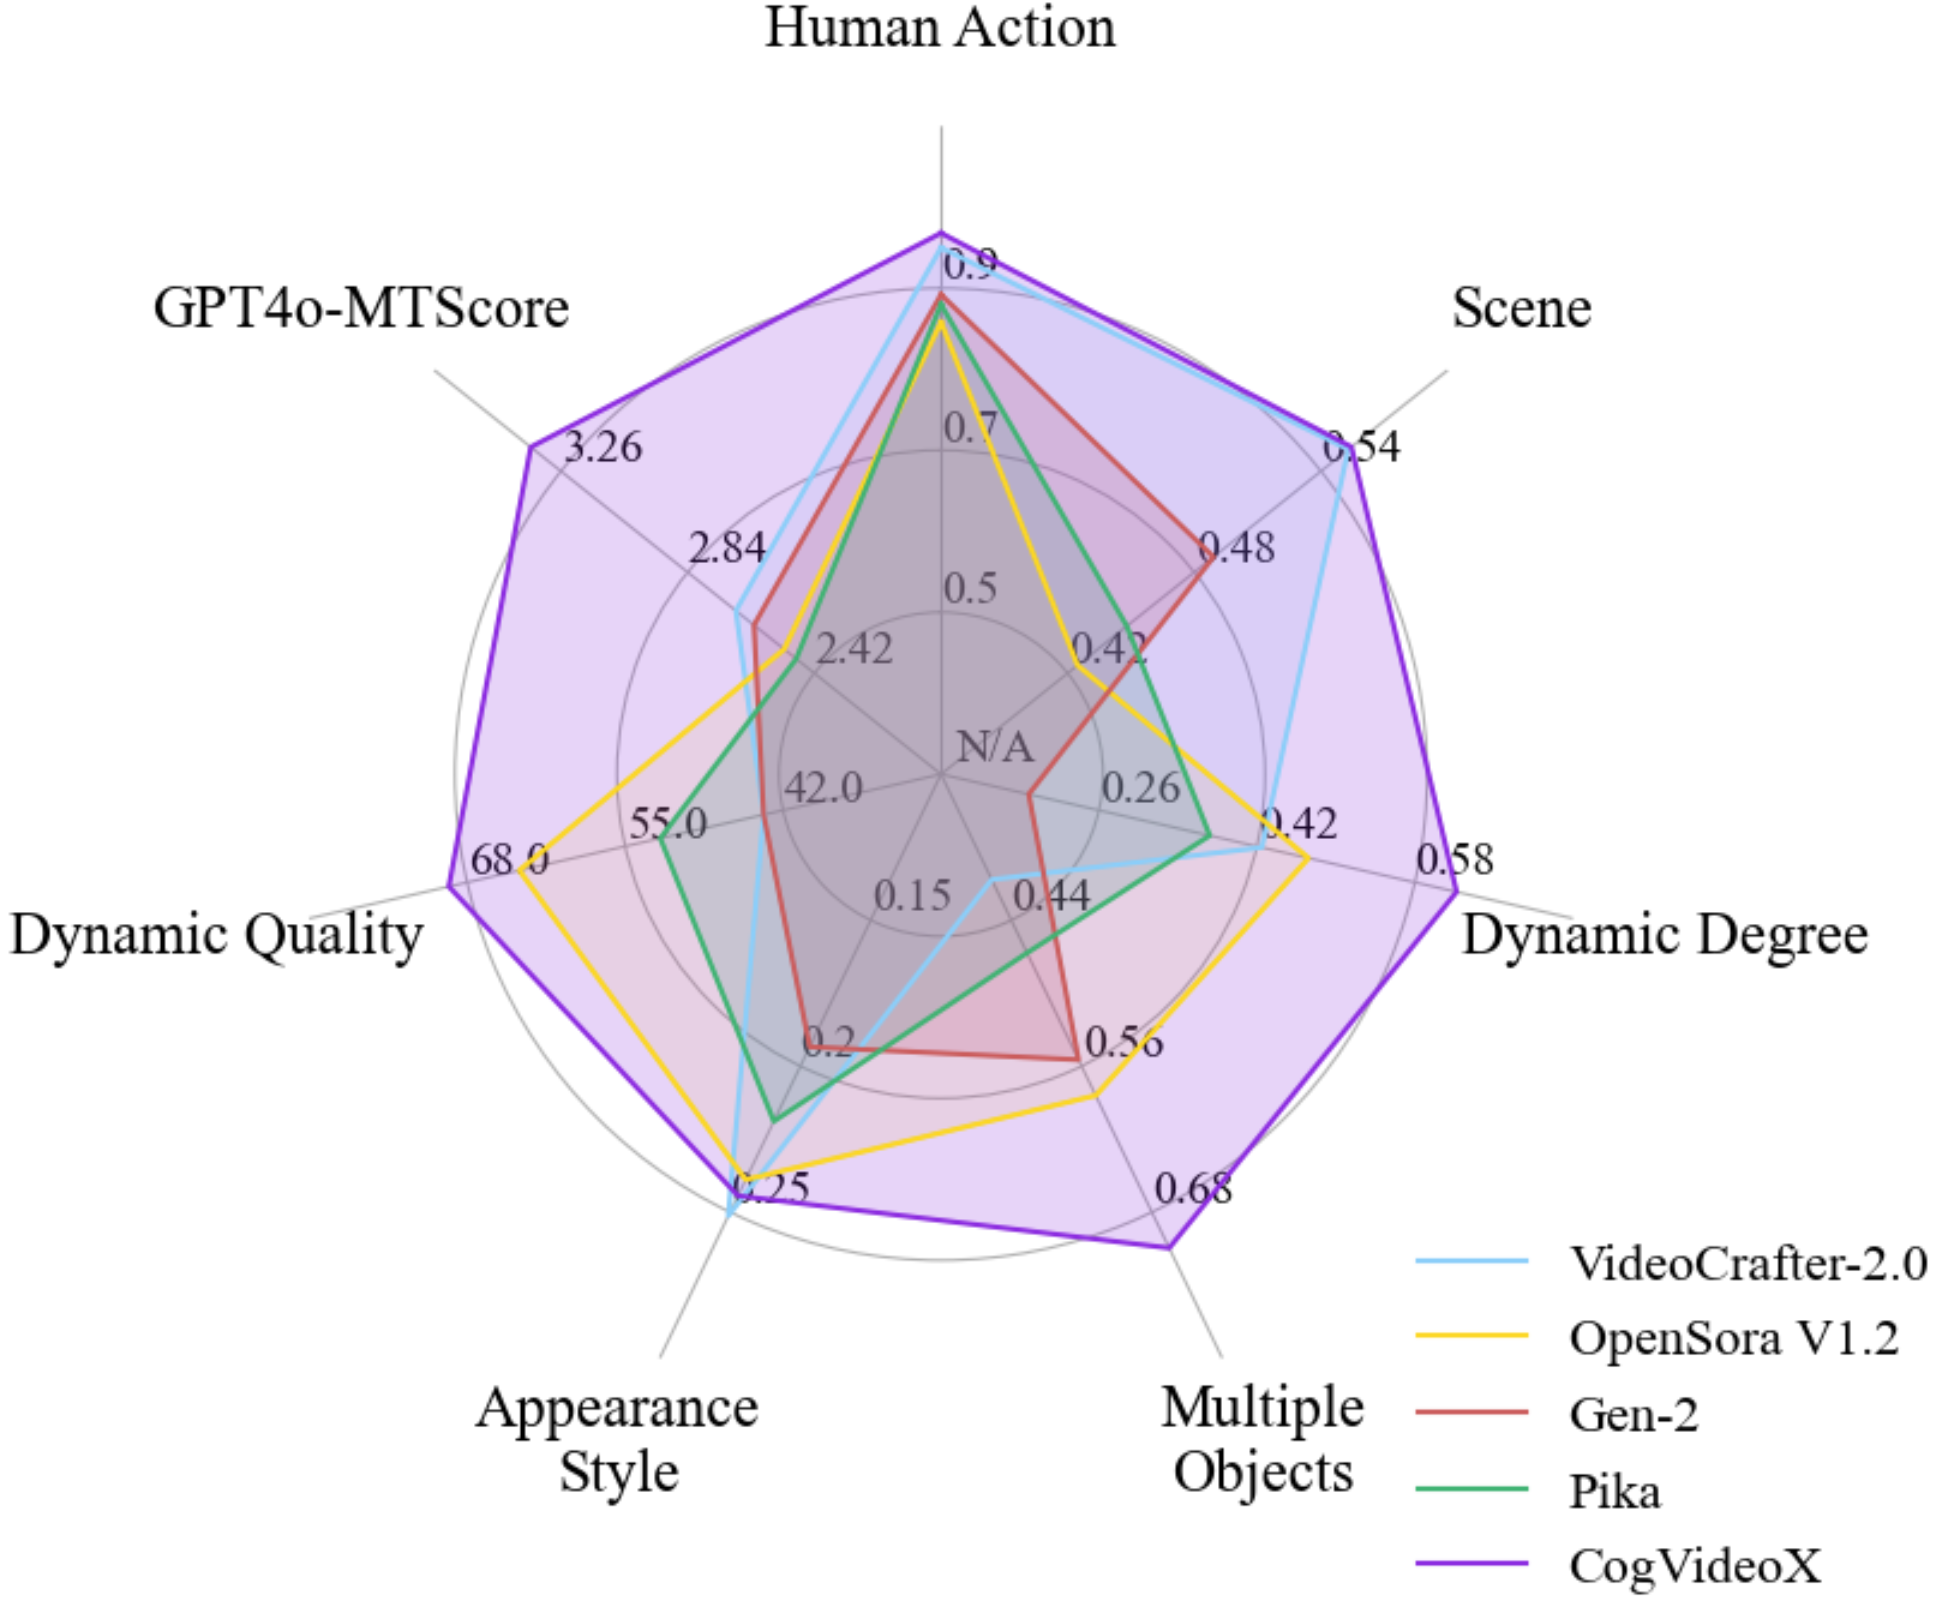 Human Action
GPT4o-MTScore
Scene
0.9
0.7
0.5
3.26
2.84
2.42
0.54
0.48
0.42
N/A
42.0
55.0
68.0
0.26
0.42
0.58
0.15
0.2
0.25
0.44
0.56
0.68
Dynamic Quality
Dynamic Degree
Appearance
Style
Multiple
Objects
VideoCrafter-2.0
OpenSora V1.2
Gen-2
Pika
CogVideoX